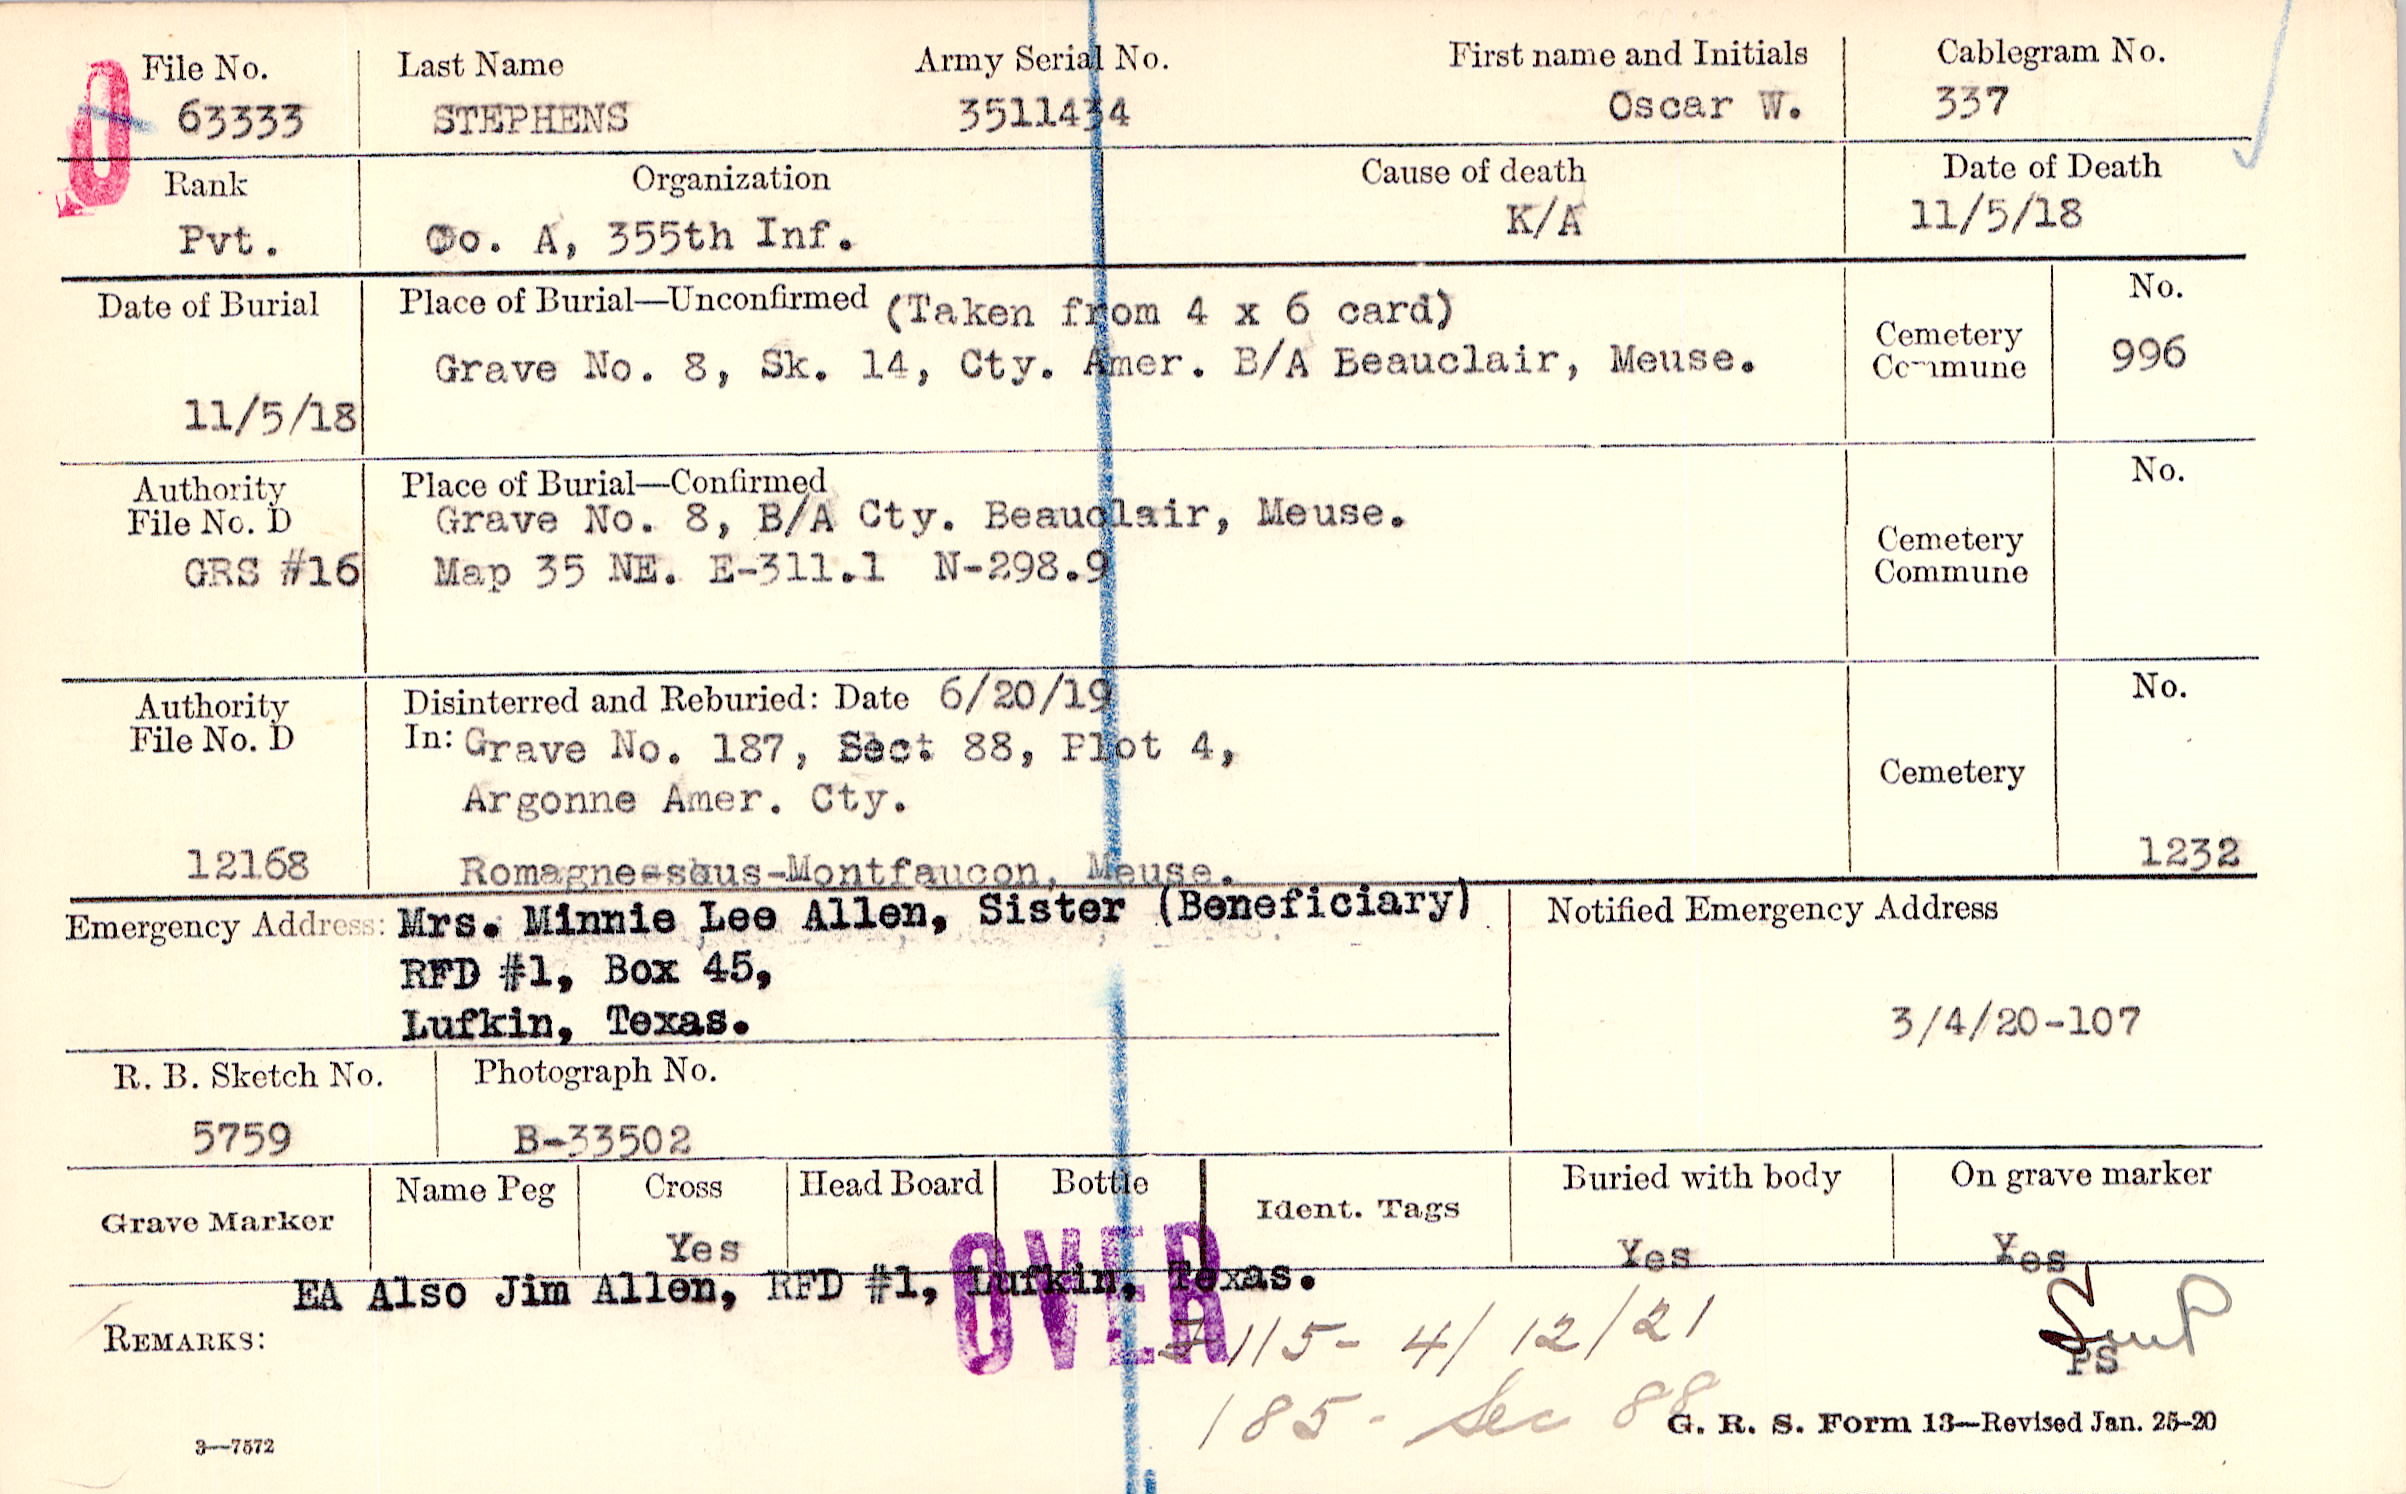 File No. Last Name Army Serial No. First name and Initials Cablegram No.
63333 STEPHENS 3511434 Oscar W. 337
Rank Organization Cause of death Date of Death
Pvt. Co. A, 355th Inf. K/A 11/5/18
Date of Burial Place of Burial—Unconfirmed (Taken from 4 x 6 card) No.
Grave No. 8, Sk. 14, Cty. Amer. B/A Beauclair, Meuse. Cemetery Commune 996
11/5/18
Authority Place of Burial—Confirmed No.
File No. D Grave No. 8, B/A Cty. Beauclair, Meuse. Cemetery
GRS #16 Map 35 NE. E-311.1 N-298.9 Commune
Authority Disinterred and Reburied: Date 6/20/19 No.
File No. D In: Grave No. 187, Sect 88, Plot 4, Cemetery
Argonne Amer. Cty.
12168 Romagne-sous-Montfaucon, Meuse. 1232
Emergency Address: Mrs. Minnie Lee Allen, Sister (Beneficiary) Notified Emergency Address
RFD #1, Box 45,
Lufkin, Texas. 3/4/20-107
R. B. Sketch No. Photograph No.
5759 B-33502
Grave Marker Name Peg Cross Head Board Bottle Ident. Tags Buried with body On grave marker
Yes Yes Yes
EA Also Jim Allen, RFD #1, Lufkin, Texas.
OVER
REMARKS: 115- 4/12/21
PS
185- Sec 88
G. R. S. Form 13—Revised Jan. 25-20
3—7572